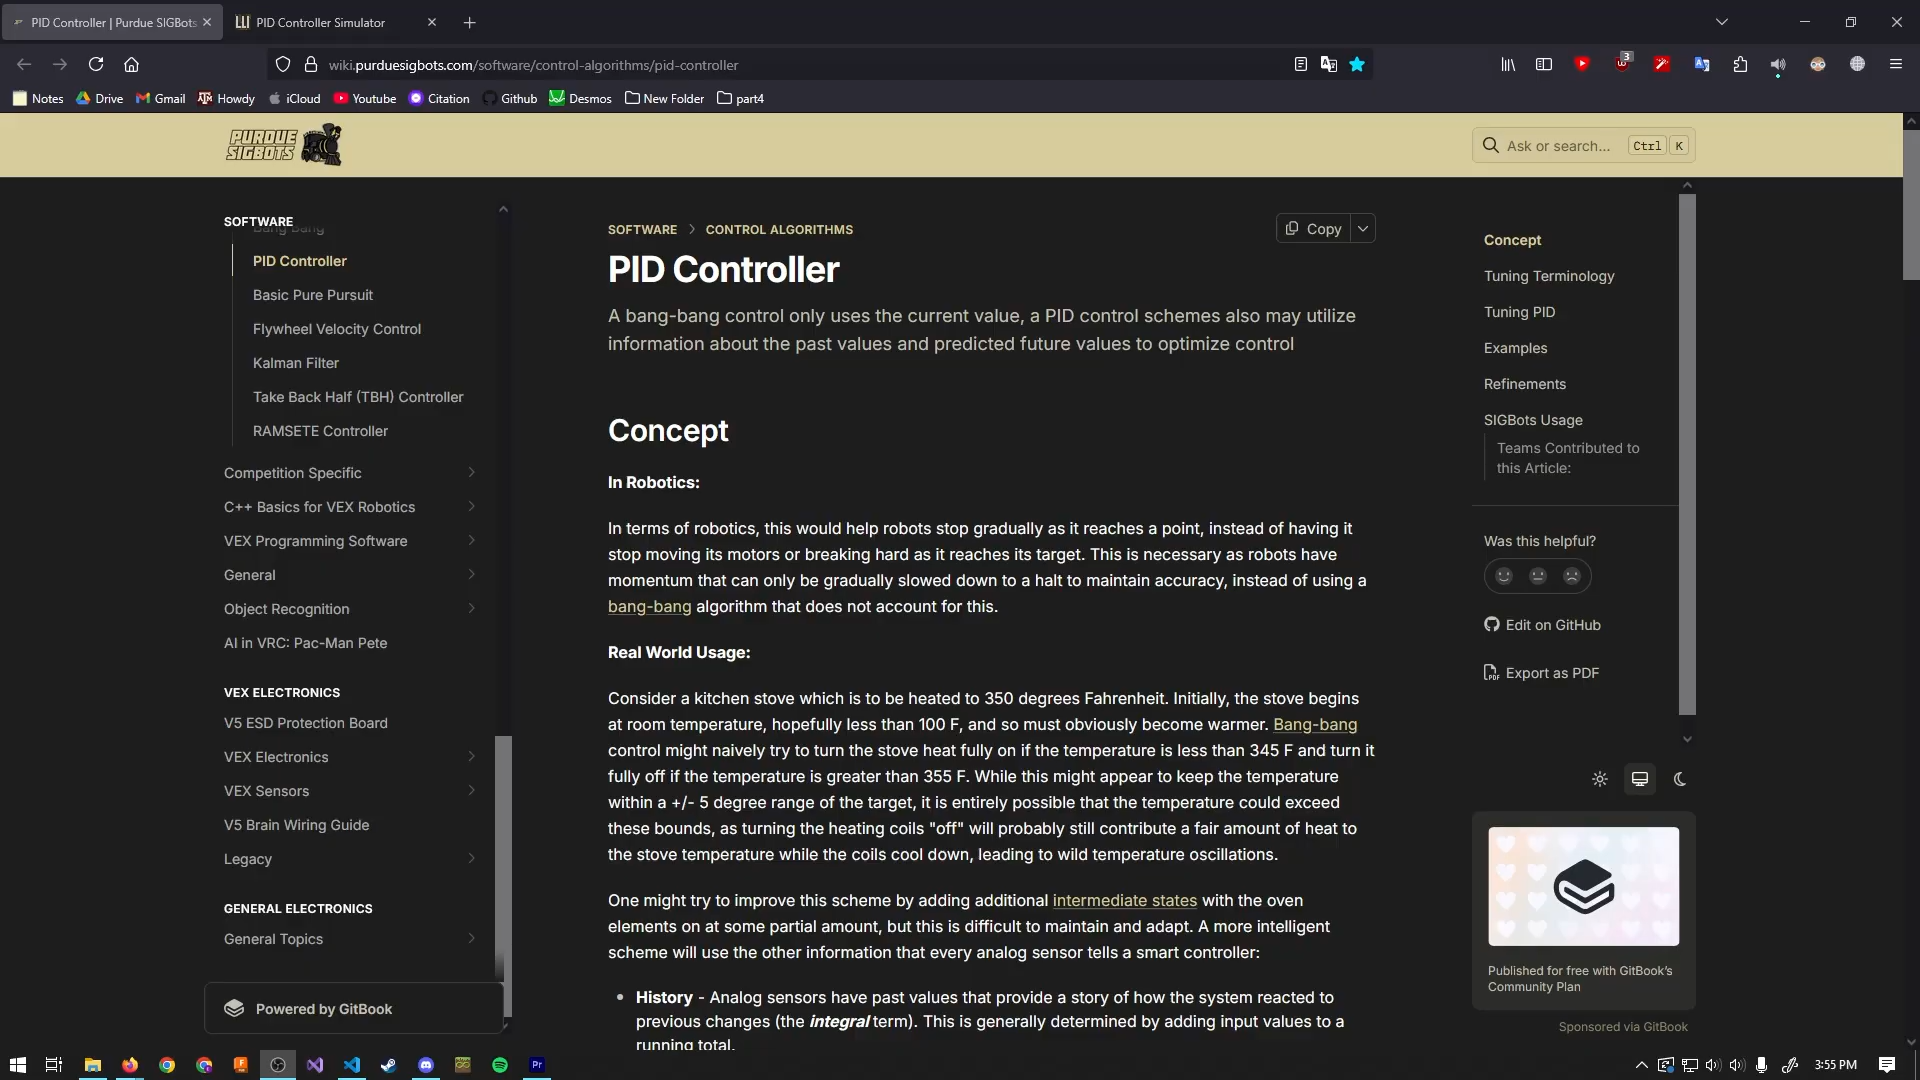 PID Controller | Purdue SIGBots
PID Controller Simulator
wiki.purduesigbots.com/software/control-algorithms/pid-controller
3
Notes
Drive
Gmail
Howdy
iCloud
Youtube
Citation
Github
Desmos
New Folder
part4
PURDUE
SIGBOTS
Ask or search...
Ctrl
K
SOFTWARE
Bang Bang
PID Controller
Basic Pure Pursuit
Flywheel Velocity Control
Kalman Filter
Take Back Half (TBH) Controller
RAMSETE Controller
Competition Specific
C++ Basics for VEX Robotics
VEX Programming Software
General
Object Recognition
AI in VRC: Pac-Man Pete
VEX ELECTRONICS
V5 ESD Protection Board
VEX Electronics
VEX Sensors
V5 Brain Wiring Guide
Legacy
GENERAL ELECTRONICS
General Topics
Powered by GitBook
SOFTWARE
CONTROL ALGORITHMS
Copy
PID Controller
A bang-bang control only uses the current value, a PID control schemes also may utilize
information about the past values and predicted future values to optimize control
Concept
In Robotics:
In terms of robotics, this would help robots stop gradually as it reaches a point, instead of having it
stop moving its motors or breaking hard as it reaches its target. This is necessary as robots have
momentum that can only be gradually slowed down to a halt to maintain accuracy, instead of using a
bang-bang algorithm that does not account for this.
Real World Usage:
Consider a kitchen stove which is to be heated to 350 degrees Fahrenheit. Initially, the stove begins
at room temperature, hopefully less than 100 F, and so must obviously become warmer. Bang-bang
control might naively try to turn the stove heat fully on if the temperature is less than 345 F and turn it
fully off if the temperature is greater than 355 F. While this might appear to keep the temperature
within a +/- 5 degree range of the target, it is entirely possible that the temperature could exceed
these bounds, as turning the heating coils "off" will probably still contribute a fair amount of heat to
the stove temperature while the coils cool down, leading to wild temperature oscillations.
One might try to improve this scheme by adding additional intermediate states with the oven
elements on at some partial amount, but this is difficult to maintain and adapt. A more intelligent
scheme will use the other information that every analog sensor tells a smart controller:
• History - Analog sensors have past values that provide a story of how the system reacted to
previous changes (the integral term). This is generally determined by adding input values to a
running total.
Concept
Tuning Terminology
Tuning PID
Examples
Refinements
SIGBots Usage
Teams Contributed to
this Article:
Was this helpful?
Edit on GitHub
Export as PDF
Published for free with GitBook's
Community Plan
Sponsored via GitBook
Pr
3:55 PM